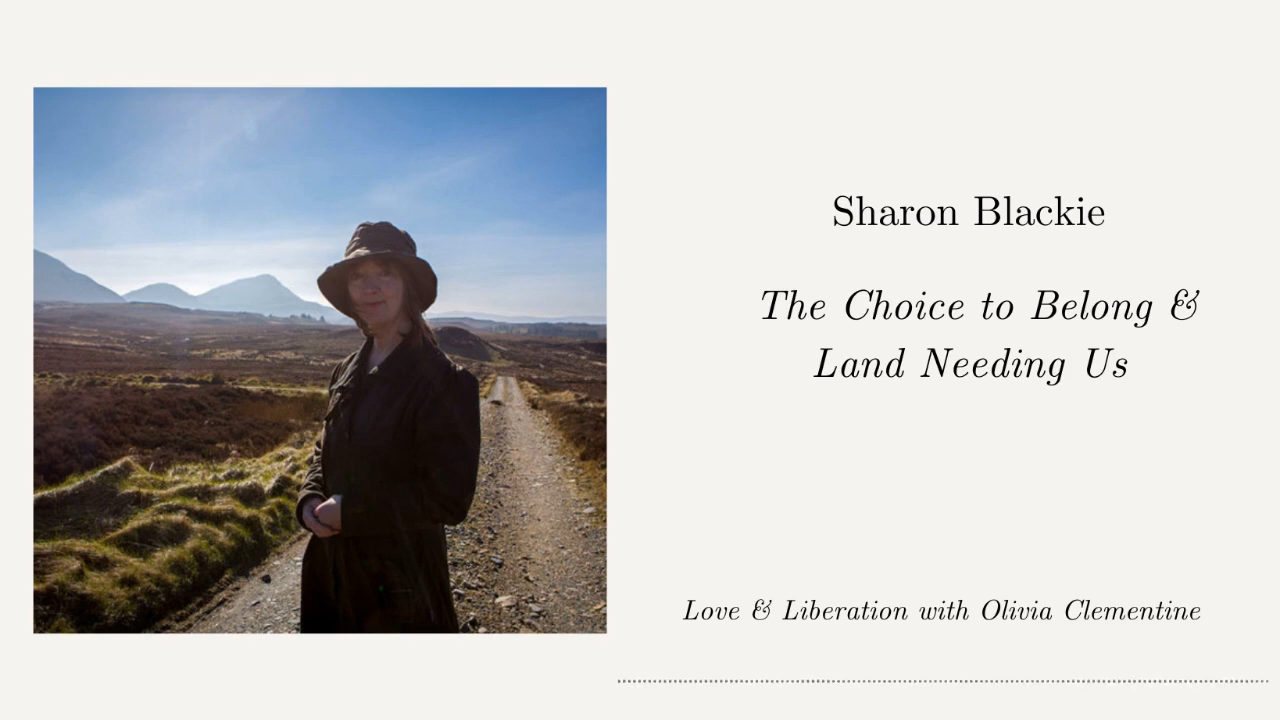 Sharon Blackie
The Choice to Belong &
Land Needing Us
Love & Liberation with Olivia Clementine